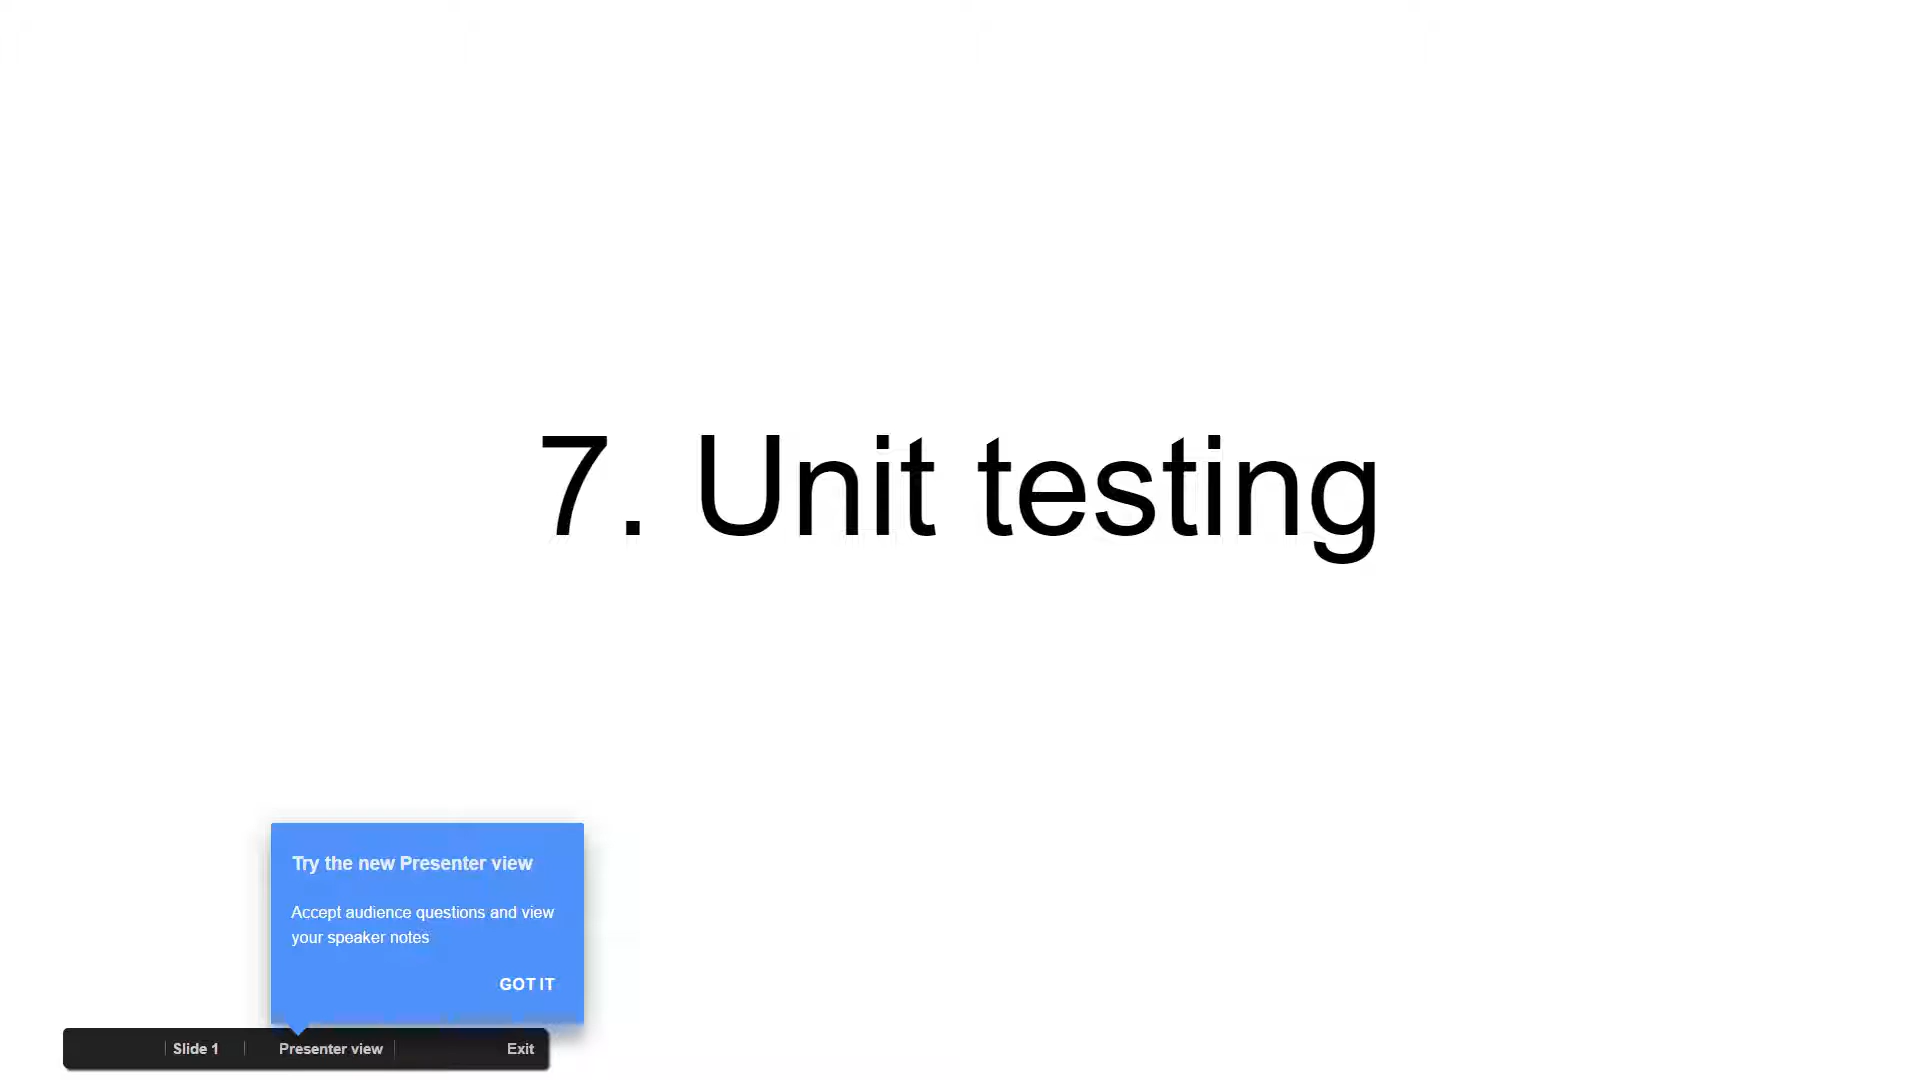 7. Unit testing
Try the new Presenter view
Accept audience questions and view
your speaker notes
GOT IT
Slide 1
Presenter view
Exit